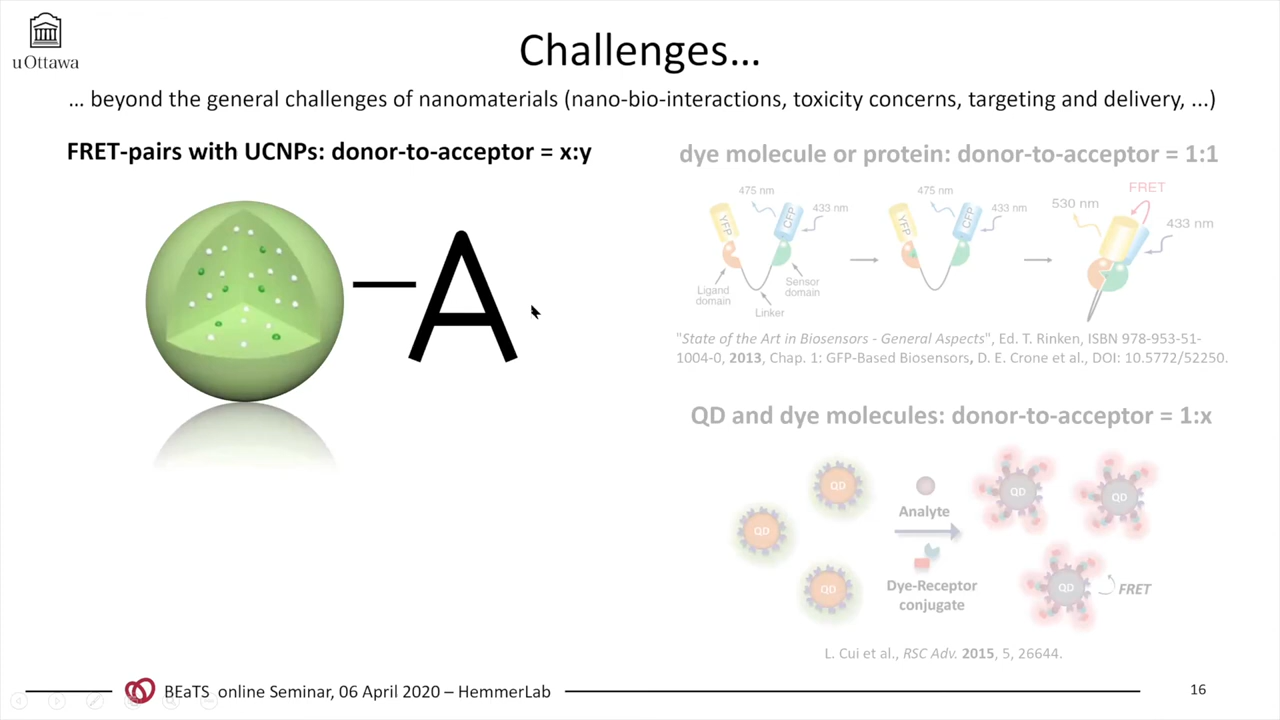 uOttawa
Challenges...
... beyond the general challenges of nanomaterials (nano-bio-interactions, toxicity concerns, targeting and delivery, ...)
FRET-pairs with UCNPs: donor-to-acceptor = x:y
A
dye molecule or protein: donor-to-acceptor = 1:1
475 nm
433 nm
YFP
CFP
Ligand
domain
Sensor
domain
Linker
475 nm
433 nm
YFP
CFP
FRET
530 nm
433 nm
"State of the Art in Biosensors - General Aspects", Ed. T. Rinken, ISBN 978-953-51-
1004-0, 2013, Chap. 1: GFP-Based Biosensors, D. E. Crone et al., DOI: 10.5772/52250.
QD and dye molecules: donor-to-acceptor = 1:x
QD
QD
QD
Analyte
Dye-Receptor
conjugate
QD
QD
QD
FRET
L. Cui et al., RSC Adv. 2015, 5, 26644.
BEaTS online Seminar, 06 April 2020 – HemmerLab
16